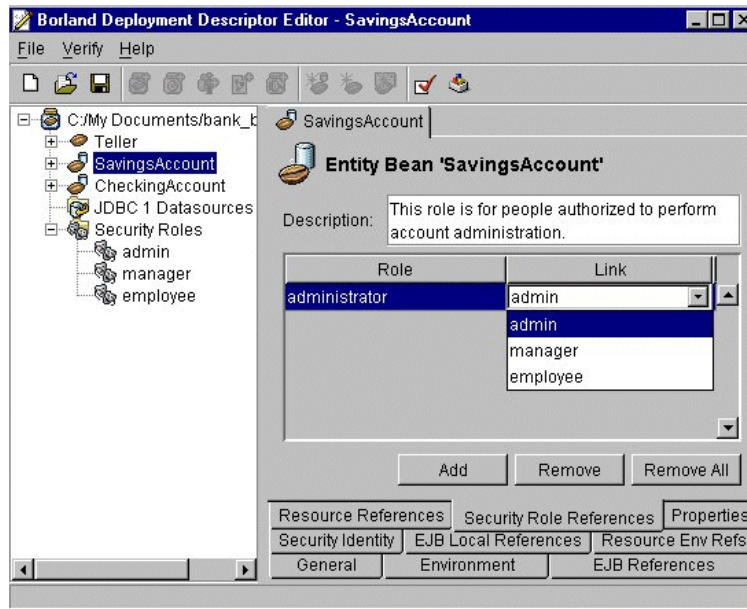 Borland Deployment Descriptor Editor - SavingsAccount
File Verify Help
C:/My Documents/bank_b
Teller
SavingsAccount
CheckingAccount
JDBC 1 Datasources
Security Roles
admin
manager
employee
SavingsAccount
Entity Bean 'SavingsAccount'
Description:
This role is for people authorized to perform
account administration.
Role Link
administrator admin
admin
manager
employee
Add Remove Remove All
Resource References Security Role References Properties
Security Identity EJB Local References Resource Env Refs
General Environment EJB References